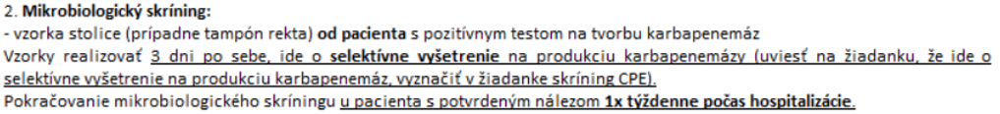 2. Mikrobiologický skríning:
- vzorka stolice (prípadne tampón rekta) od pacienta s pozitívnym testom na tvorbu karbapenemáz
Vzorky realizovať 3 dni po sebe, ide o selektívne vyšetrenie na produkciu karbapenemázy (uviesť na žiadanku, že ide o
selektívne vyšetrenie na produkciu karbapenemáz, vyznačiť v žiadanke skríning CPE).
Pokračovanie mikrobiologického skríningu u pacienta s potvrdeným nálezom 1x týždenne počas hospitalizácie.